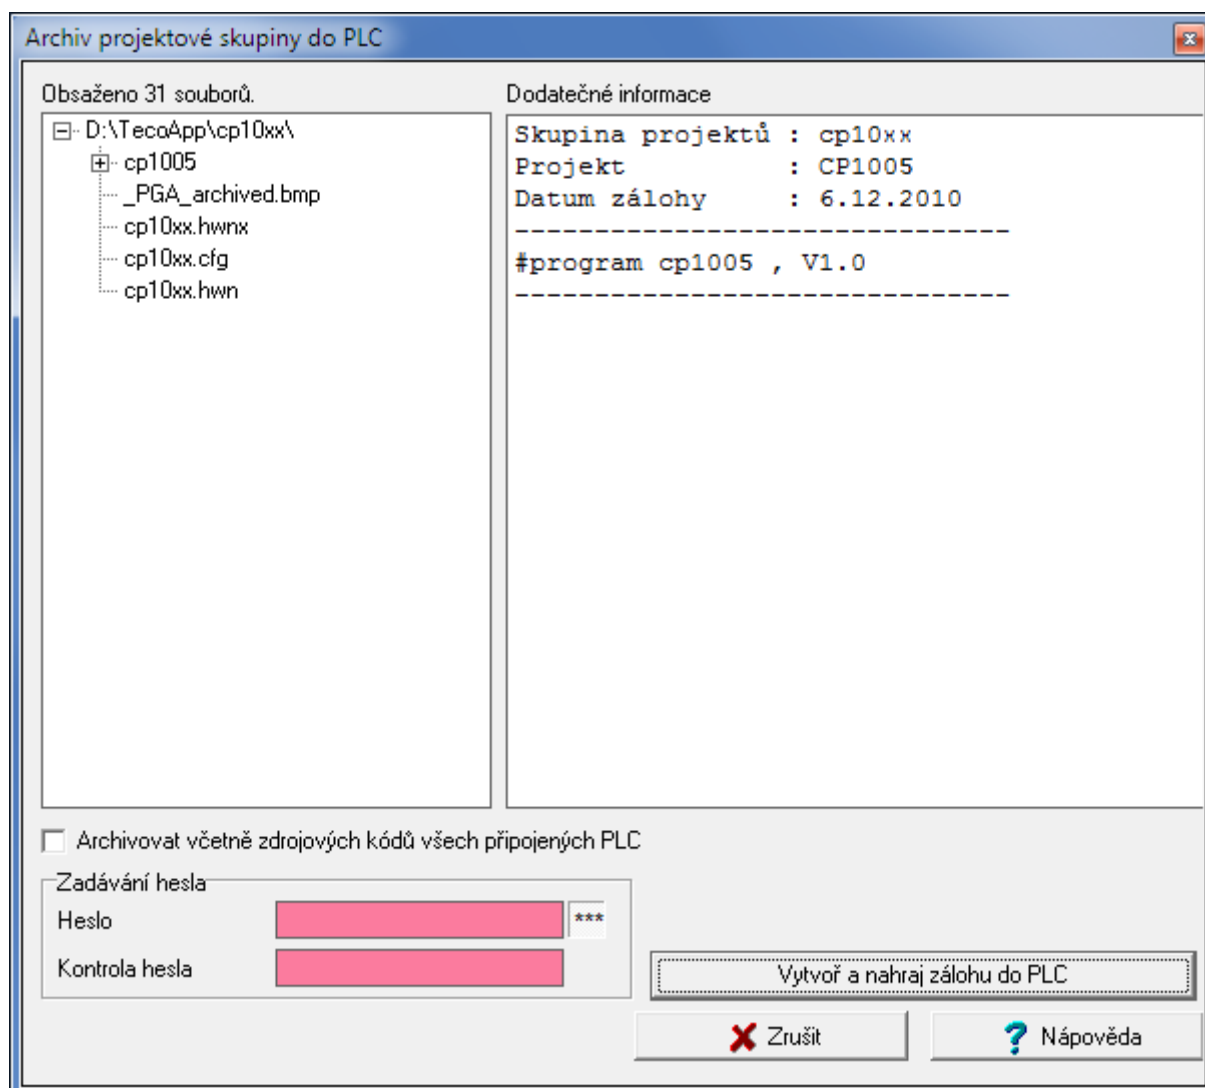 Archiv projektové skupiny do PLC
Obsaženo 31 souborů.
Dodatečné informace
D:\TecoApp\cp10xx\
cp1005
_PGA_archived.bmp
cp10xx.hwnx
cp10xx.cfg
cp10xx.hwn
Skupina projektů : cp10xx
Projekt : CP1005
Datum zálohy : 6.12.2010
-------------------------------
#program cp1005 , V1.0
-------------------------------
Archivovat včetně zdrojových kódů všech připojených PLC
Zadávání hesla
Heslo ***
Kontrola hesla
Vytvoř a nahraj zálohu do PLC
Zrušit
? Nápověda